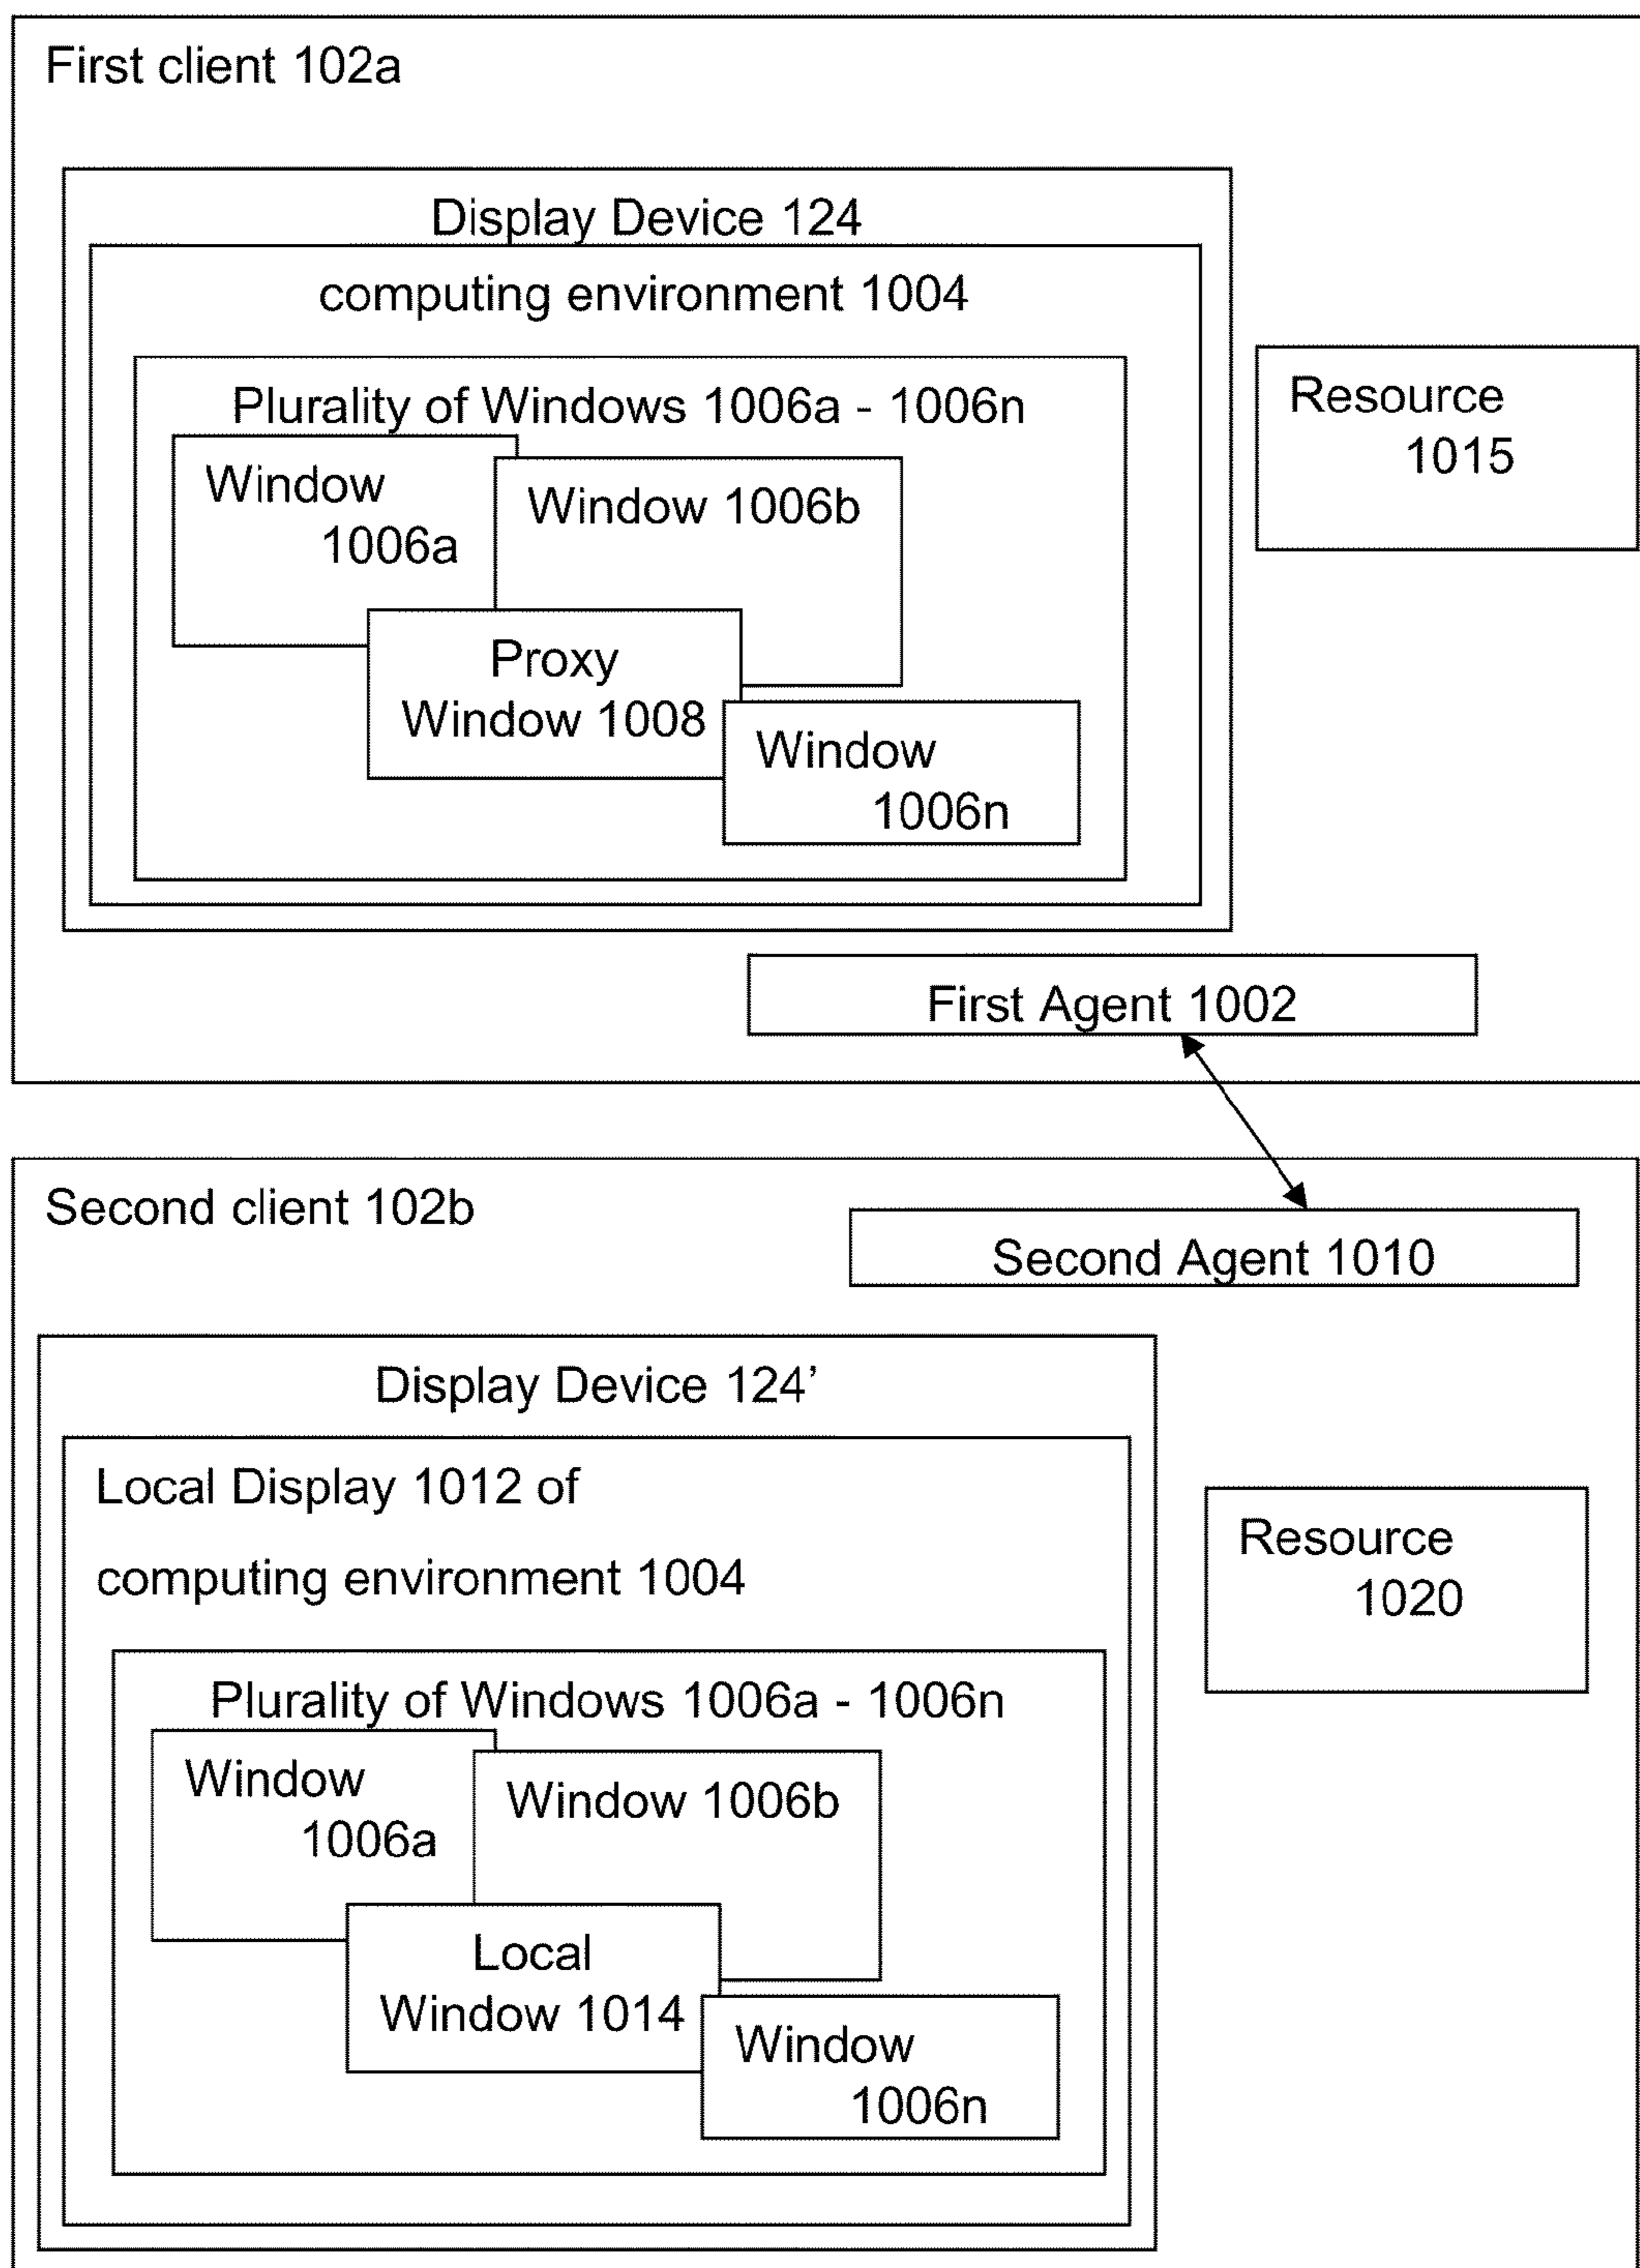 First client 102a
Display Device 124
computing environment 1004
Plurality of Windows 1006a - 1006n
Window
1006a
Window 1006b
Proxy
Window 1008
Window
1006n
Resource
1015
First Agent 1002
Second client 102b
Second Agent 1010
Display Device 124’
Local Display 1012 of
computing environment 1004
Plurality of Windows 1006a - 1006n
Window
1006a
Window 1006b
Local
Window 1014
Window
1006n
Resource
1020